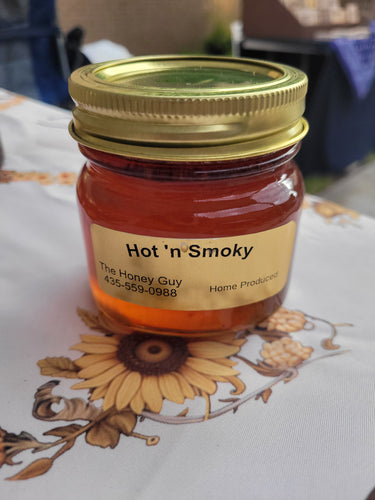 Hot 'n Smoky
The Honey Guy
435-559-0988
Home Produced